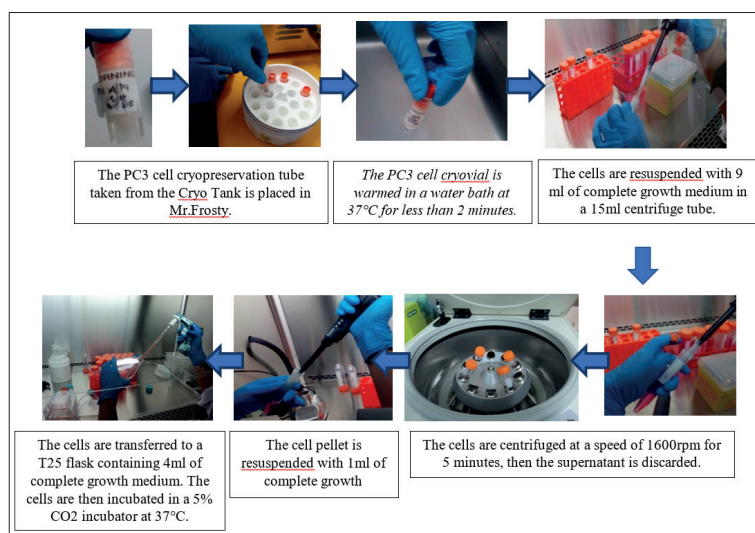 CORNING
The PC3 cell cryopreservation tube
taken from the Cryo Tank is placed in
Mr.Frosty.
The PC3 cell cryovial is
warmed in a water bath at
37°C for less than 2 minutes.
The cells are resuspended with 9
ml of complete growth medium in
a 15ml centrifuge tube.
The cells are transferred to a
T25 flask containing 4ml of
complete growth medium. The
cells are then incubated in a 5%
CO2 incubator at 37°C.
The cell pellet is
resuspended with 1ml of
complete growth
The cells are centrifuged at a speed of 1600rpm for
5 minutes, then the supernatant is discarded.